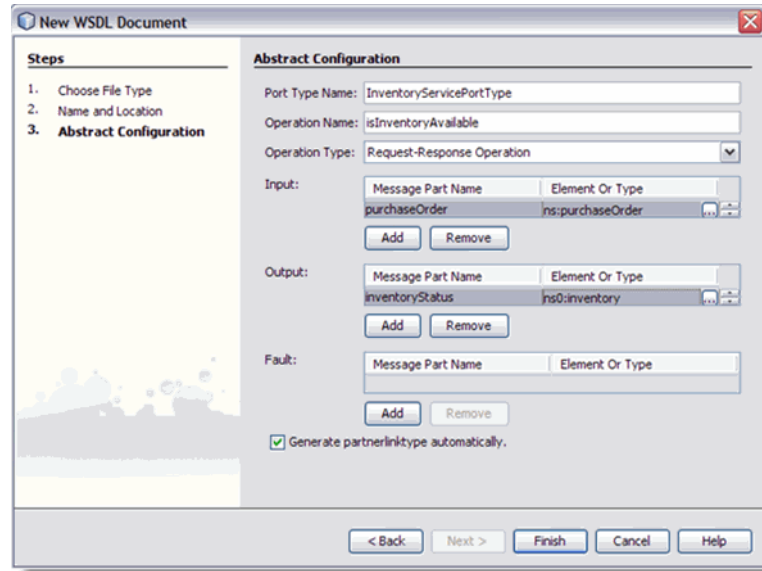 New WSDL Document
Steps
1. Choose File Type
2. Name and Location
3. Abstract Configuration
Abstract Configuration
Port Type Name: InventoryServicePortType
Operation Name: isInventoryAvailable
Operation Type: Request-Response Operation
Input:
Message Part Name Element Or Type
purchaseOrder ns:purchaseOrder ...
Add Remove
Output:
Message Part Name Element Or Type
inventoryStatus ns0:inventory ...
Add Remove
Fault:
Message Part Name Element Or Type
Add Remove
Generate partnerlinktype automatically.
< Back Next > Finish Cancel Help